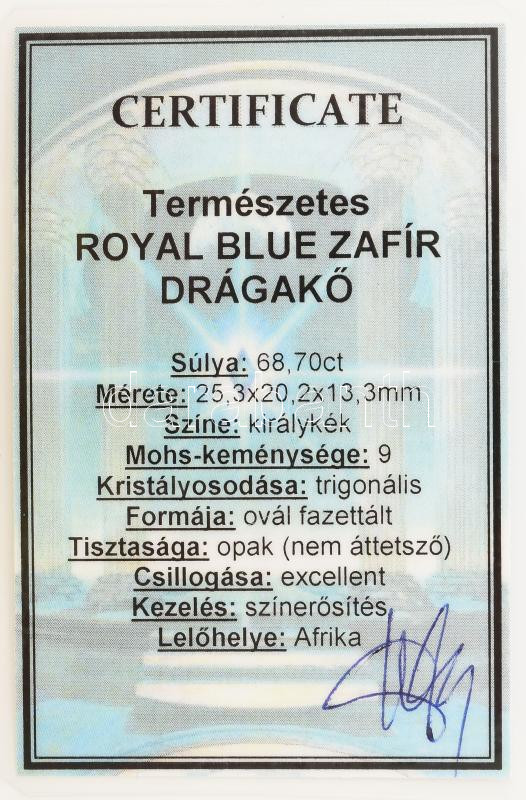 CERTIFICATE
Természetes
ROYAL BLUE ZAFÍR
DRÁGAKŐ
Súlya: 68,70ct
Mérete: 25,3x20,2x13,3mm
Színe: királykék
Mohs-keménysége: 9
Kristályosodása: trigonális
Formája: ovál fazettált
Tisztasága: opak (nem áttetsző)
Csillogása: excellent
Kezelés: színerősítés
Lelőhelye: Afrika